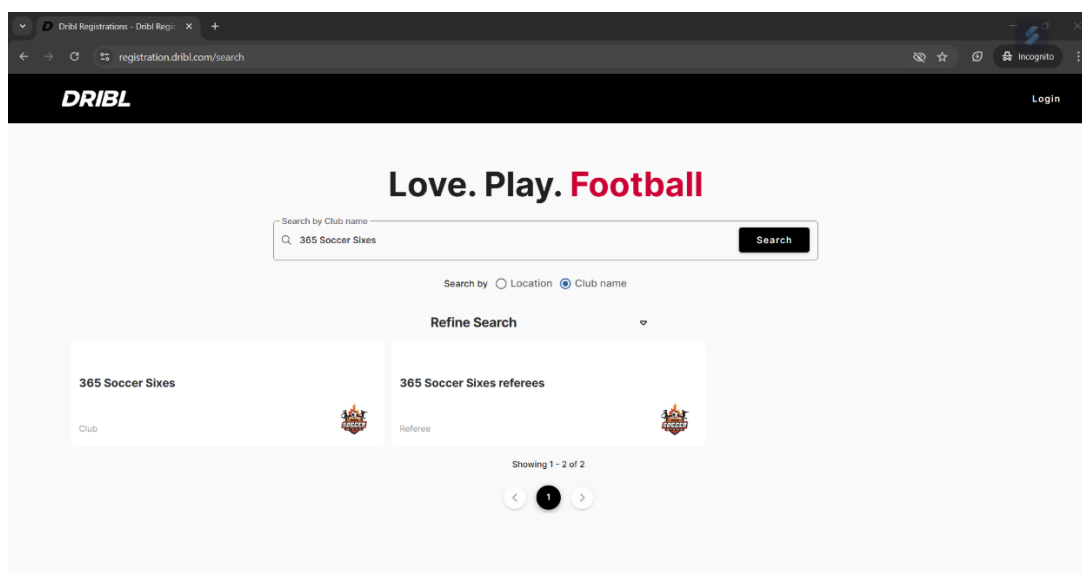 Dribl Registrations - Dribl Regis
registration.dribl.com/search
Incognito
DRIBL
Login
Love. Play. Football
Search by Club name
365 Soccer Sixes
Search
Search by Location Club name
Refine Search
365 Soccer Sixes
Club
365 Soccer Sixes referees
Referee
Showing 1 - 2 of 2
1